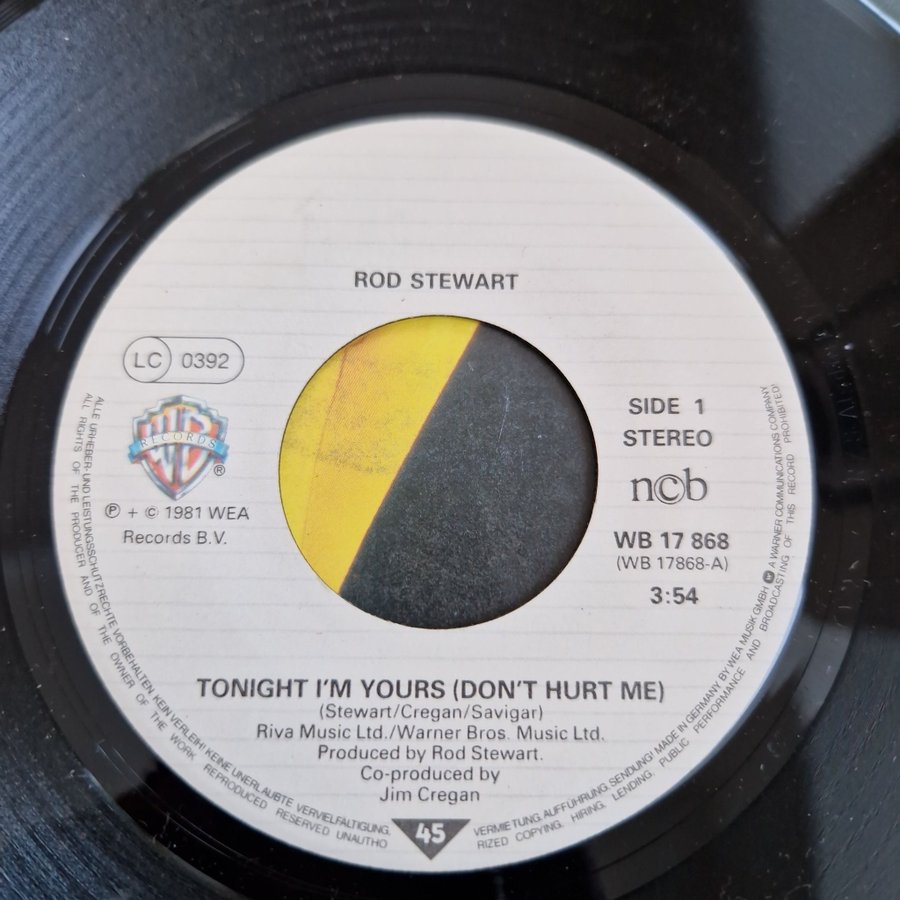 ROD STEWART
LC 0392
WB
RECORDS
®
℗ + © 1981 WEA
Records B.V.
SIDE 1
STEREO
ncb
WB 17 868
(WB 17868-A)
3:54
TONIGHT I'M YOURS (DON'T HURT ME)
(Stewart/Cregan/Savigar)
Riva Music Ltd./Warner Bros. Music Ltd.
Produced by Rod Stewart.
Co-produced by
Jim Cregan
45
ALLE URHEBER- UND LEISTUNGSSCHUTZRECHTE VORBEHALTEN. KEIN VERLEIH! KEINE UNERLAUBTE VERVIELFÄLTIGUNG,
VERMIETUNG, AUFFÜHRUNG, SENDUNG! MADE IN GERMANY BY WEA MUSIK GMBH A WARNER COMMUNICATIONS COMPANY
ALL RIGHTS OF THE PRODUCER AND OF THE OWNER OF THE WORK REPRODUCED RESERVED UNAUTHO
RIZED COPYING, HIRING, LENDING, PUBLIC PERFORMANCE AND BROADCASTING OF THIS RECORD PROHIBITED!